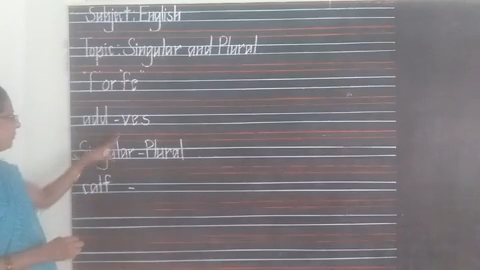 Subject: English
Topic: Singular and Plural
"f" or "fe"
add -ves
Singular - Plural
calf -